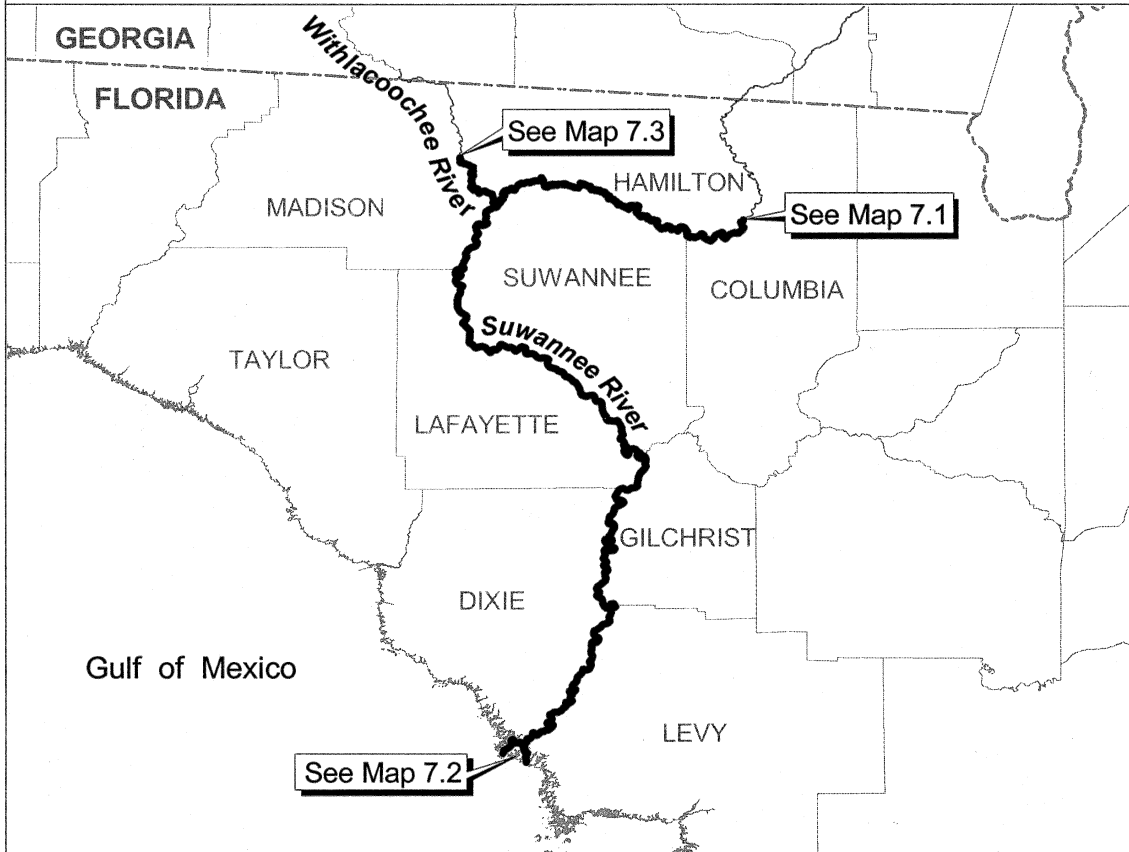 GEORGIA
FLORIDA
Withlacoochee River
See Map 7.3
HAMILTON
MADISON
See Map 7.1
SUWANNEE
COLUMBIA
Suwannee River
TAYLOR
LAFAYETTE
GILCHRIST
DIXIE
Gulf of Mexico
LEVY
See Map 7.2